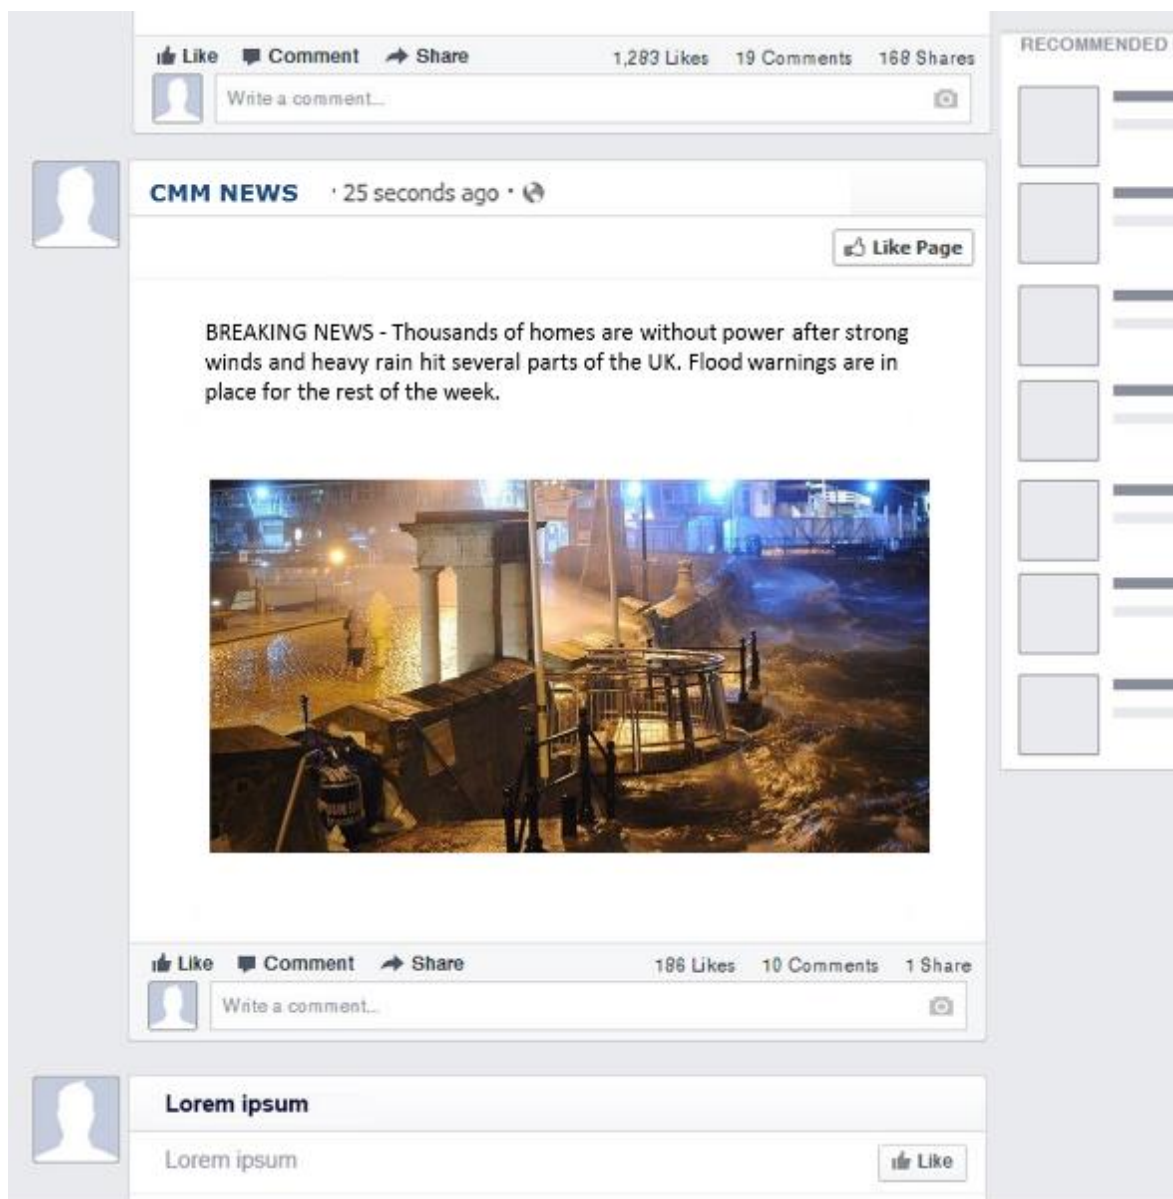 Like Comment Share 1,283 Likes 19 Comments 168 Shares
Write a comment...
RECOMMENDED
CMM NEWS · 25 seconds ago ·
Like Page
BREAKING NEWS - Thousands of homes are without power after strong
winds and heavy rain hit several parts of the UK. Flood warnings are in
place for the rest of the week.
Like Comment Share 186 Likes 10 Comments 1 Share
Write a comment...
Lorem ipsum
Lorem ipsum
Like